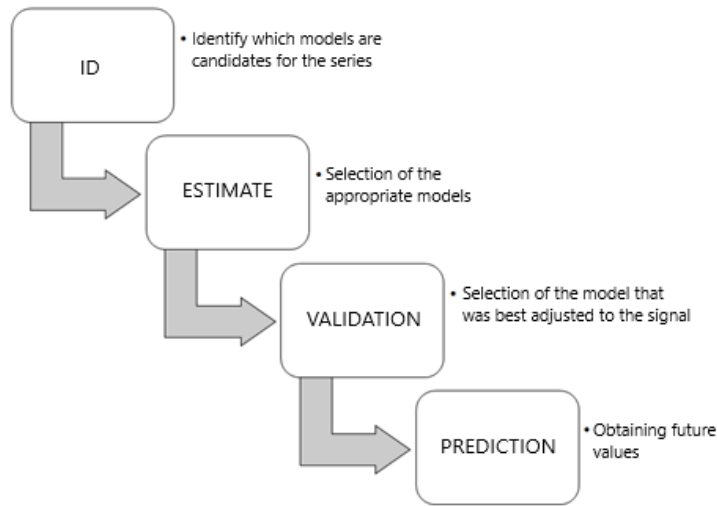 ID
• Identify which models are
candidates for the series
ESTIMATE
• Selection of the
appropriate models
VALIDATION
• Selection of the model that
was best adjusted to the signal
PREDICTION
• Obtaining future
values